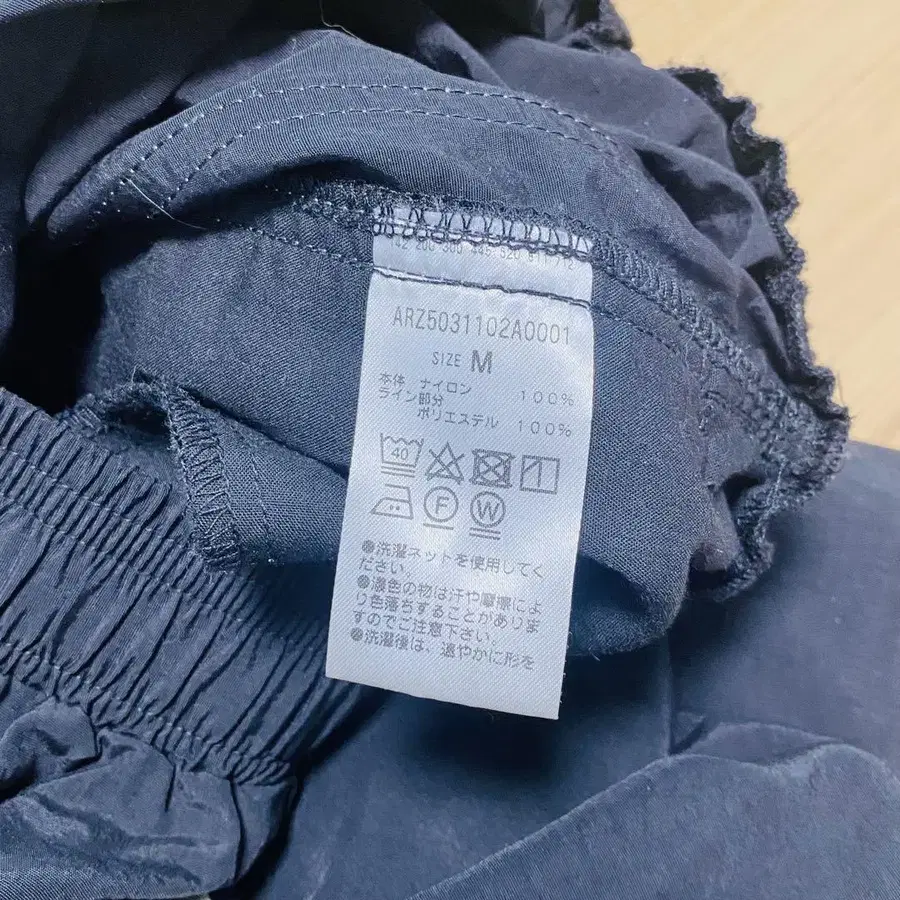 ARZ5031102A0001
SIZE M
本体 ナイロン 100%
ライン部分
ポリエステル 100%
40
F W
●洗濯ネットを使用してく
ださい。
●濃色の物は汗や摩擦によ
り色落ちすることがありま
すのでご注意下さい。
●洗濯後は、速やかに形を